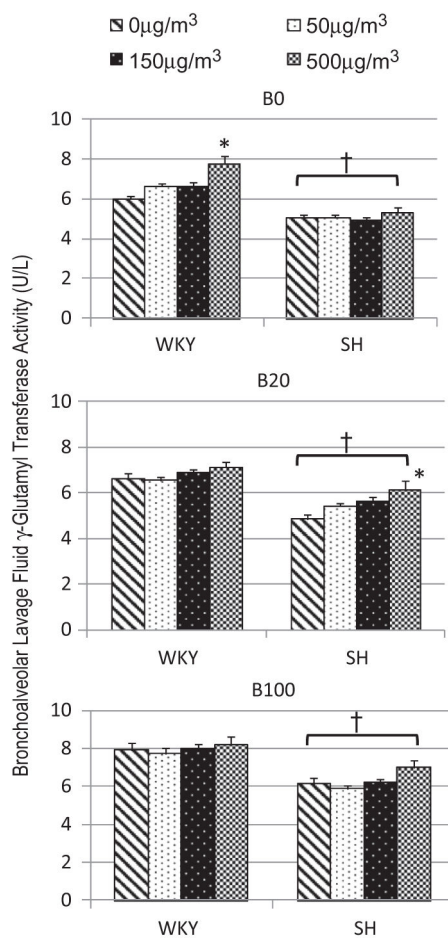 0μg/m³ 50μg/m³
150μg/m³ 500μg/m³
Bronchoalveolar Lavage Fluid γ-Glutamyl Transferase Activity (U/L)
B0
10
8
6
4
2
0
*
†
WKY SH
B20
10
8
6
4
2
0
†
*
WKY SH
B100
10
8
6
4
2
0
†
WKY SH